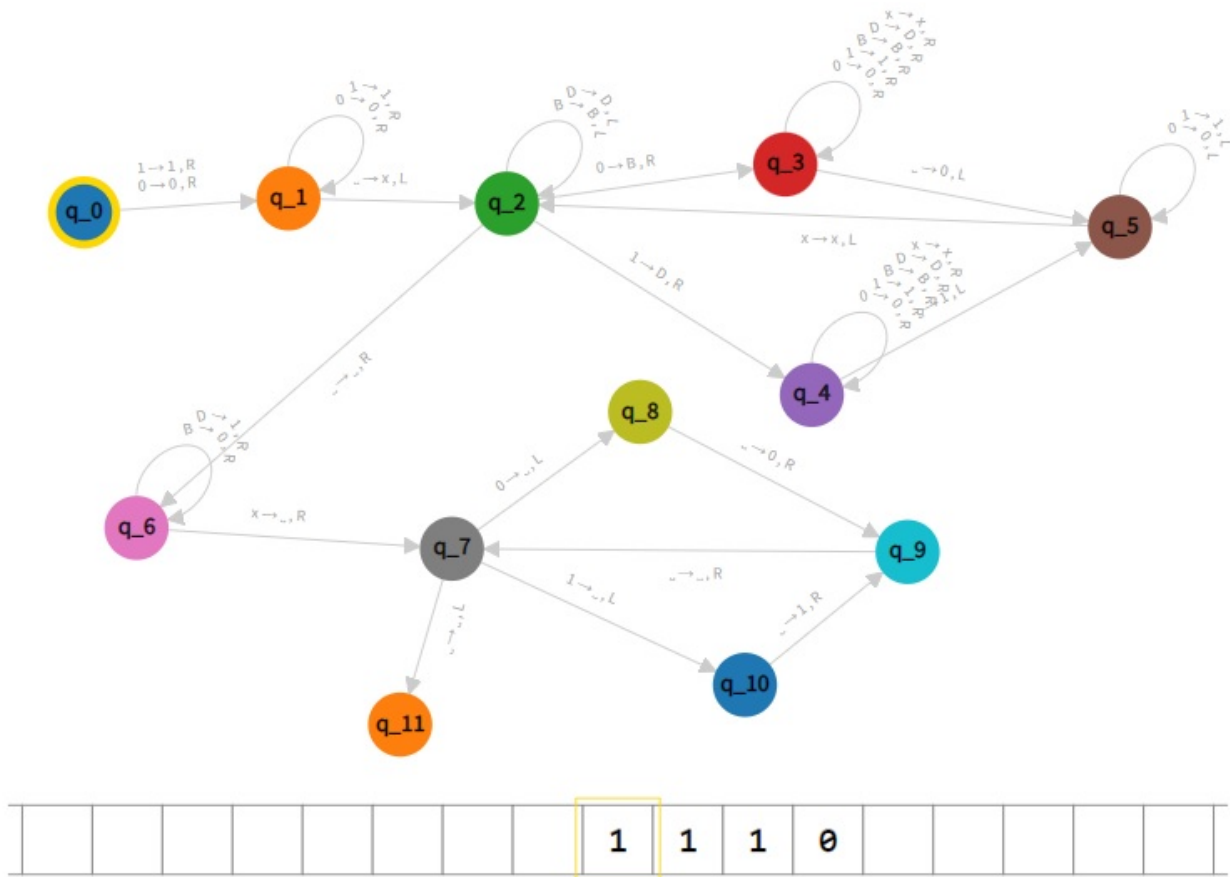 x→x,R
D→D,R
B→B,R
1→1,R
0→0,R
q_3
1→1,R
0→0,R
q_1
D→D,L
B→B,L
q_2
1→1,L
0→0,L
q_5
1→1,R
0→0,R
q_0
␣→x,L
0→B,R
␣→0,L
x→x,L
1→D,R
x→x,R
D→D,R
B→B,R
1→1,R
0→0,R
␣→1,L
q_4
␣→␣,R
q_8
D→1,R
B→0,R
q_6
x→␣,R
0→␣,L
␣→0,R
q_7
q_9
␣→␣,R
1→␣,L
␣→1,R
␣→␣,L
q_10
q_11
1 1 1 0